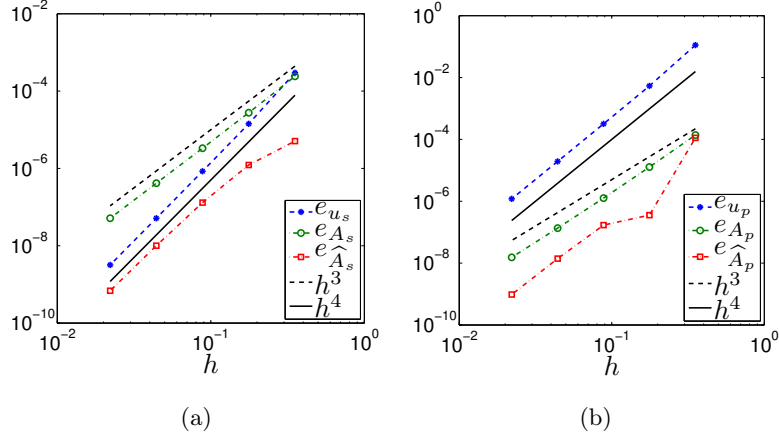 10^{-2}
10^{-4}
10^{-6}
10^{-8}
10^{-10}
10^{-2}
10^{-1}
10^{0}
h
e_{u_s}
e_{A_s}
e_{\widehat{A}_s}
h^3
h^4
(a)
10^{0}
10^{-2}
10^{-4}
10^{-6}
10^{-8}
10^{-10}
10^{-2}
10^{-1}
10^{0}
h
e_{u_p}
e_{A_p}
e_{\widehat{A}_p}
h^3
h^4
(b)